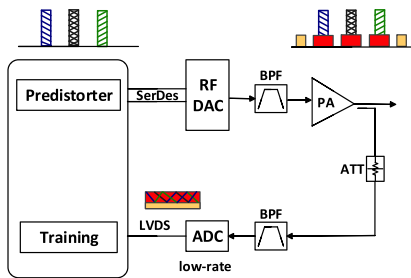 Predistorter
SerDes
RF
DAC
BPF
PA
ATT
Training
LVDS
ADC
BPF
low-rate